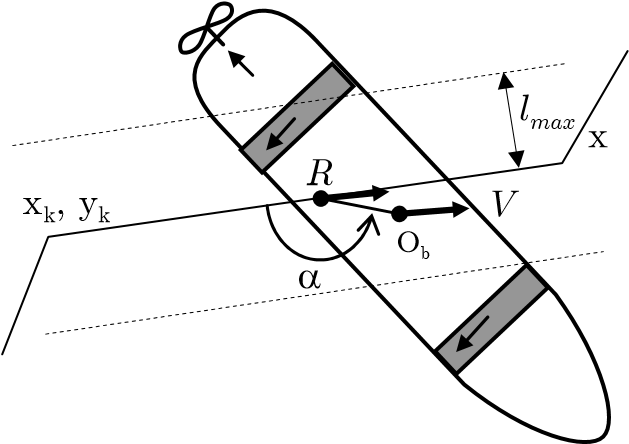 l_max
x
R
V
x_k, y_k
O_b
α